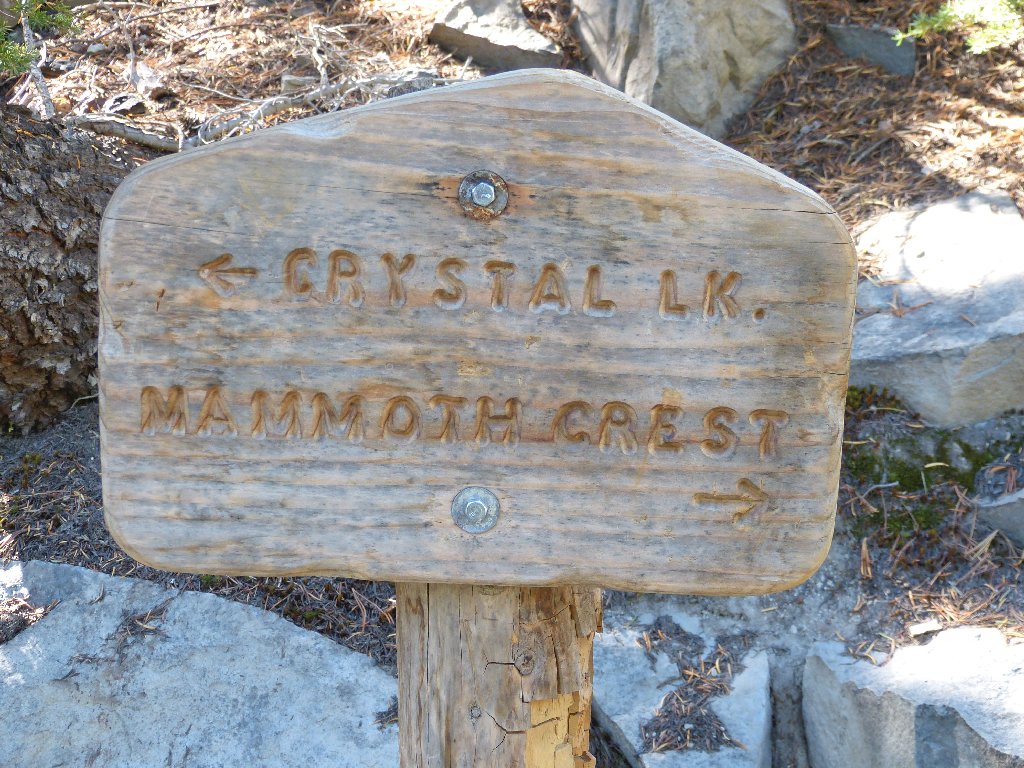 ← CRYSTAL LK.
MAMMOTH CREST
→